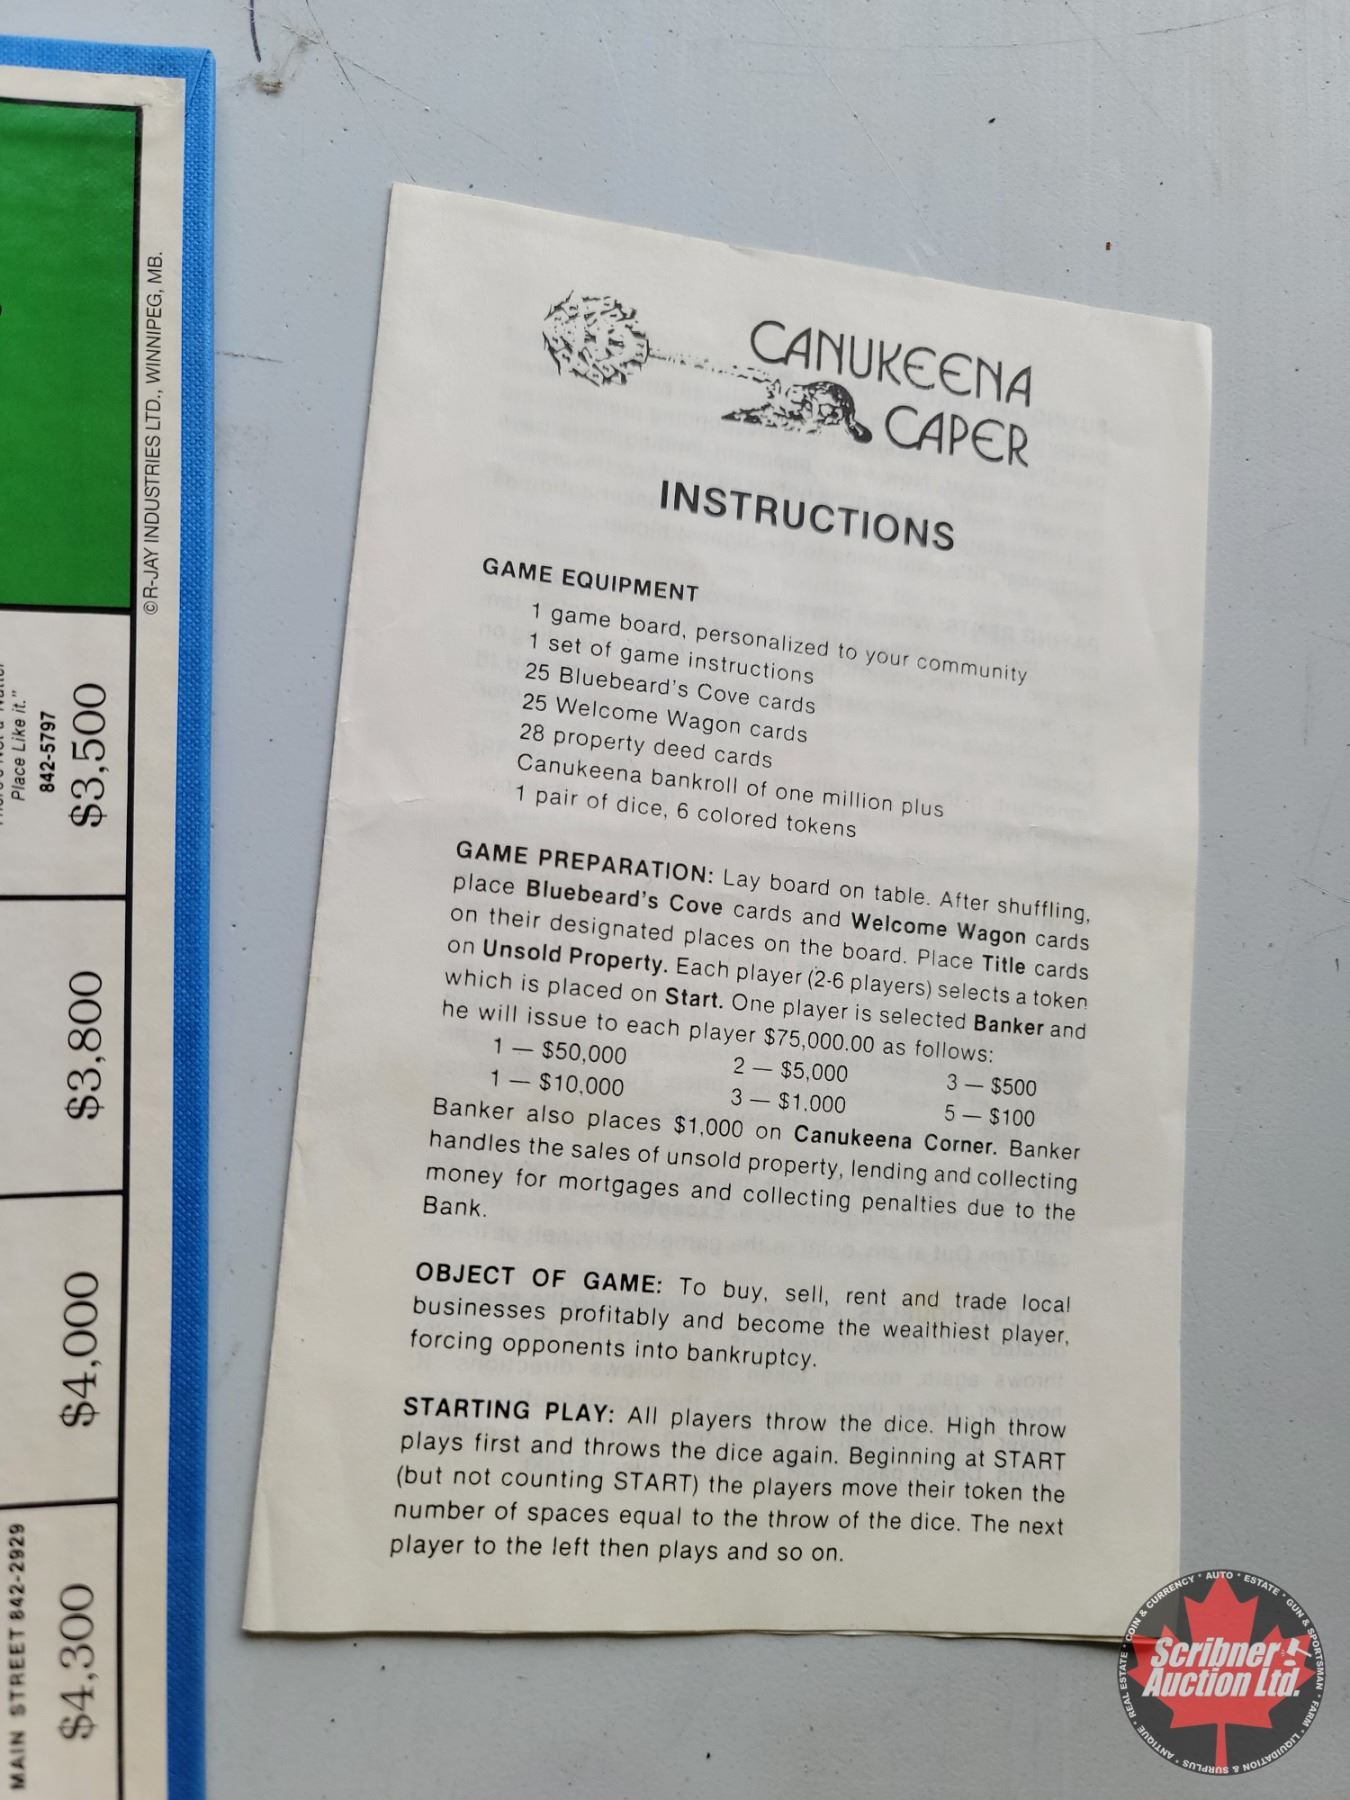 ©R-JAY INDUSTRIES LTD., WINNIPEG, MB.
Place Like it."
842-5797
$3,500
$3,800
$4,000
MAIN STREET 842-2929
$4,300
CANUKEENA
CAPER
INSTRUCTIONS
GAME EQUIPMENT
1 game board, personalized to your community
1 set of game instructions
25 Bluebeard's Cove cards
25 Welcome Wagon cards
28 property deed cards
Canukeena bankroll of one million plus
1 pair of dice, 6 colored tokens
GAME PREPARATION: Lay board on table. After shuffling,
place Bluebeard's Cove cards and Welcome Wagon cards
on their designated places on the board. Place Title cards
on Unsold Property. Each player (2-6 players) selects a token
which is placed on Start. One player is selected Banker and
he will issue to each player $75,000.00 as follows:
1 — $50,000 2 — $5,000 3 — $500
1 — $10,000 3 — $1.000 5 — $100
Banker also places $1,000 on Canukeena Corner. Banker
handles the sales of unsold property, lending and collecting
money for mortgages and collecting penalties due to the
Bank.
OBJECT OF GAME: To buy, sell, rent and trade local
businesses profitably and become the wealthiest player,
forcing opponents into bankruptcy.
STARTING PLAY: All players throw the dice. High throw
plays first and throws the dice again. Beginning at START
(but not counting START) the players move their token the
number of spaces equal to the throw of the dice. The next
player to the left then plays and so on.
Scribner
Auction Ltd.
COIN & CURRENCY • AUTO • ESTATE • GUN & SPORTSMAN • FARM • LIQUIDATION & SURPLUS • ANTIQUE • REAL ESTATE •